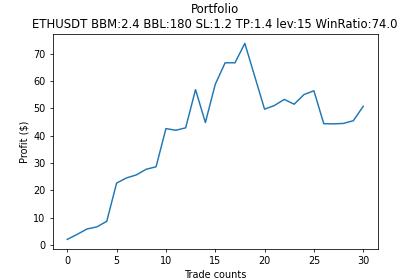 Portfolio
ETHUSDT BBM:2.4 BBL:180 SL:1.2 TP:1.4 lev:15 WinRatio:74.0
Profit ($)
70
60
50
40
30
20
10
0
0 5 10 15 20 25 30
Trade counts